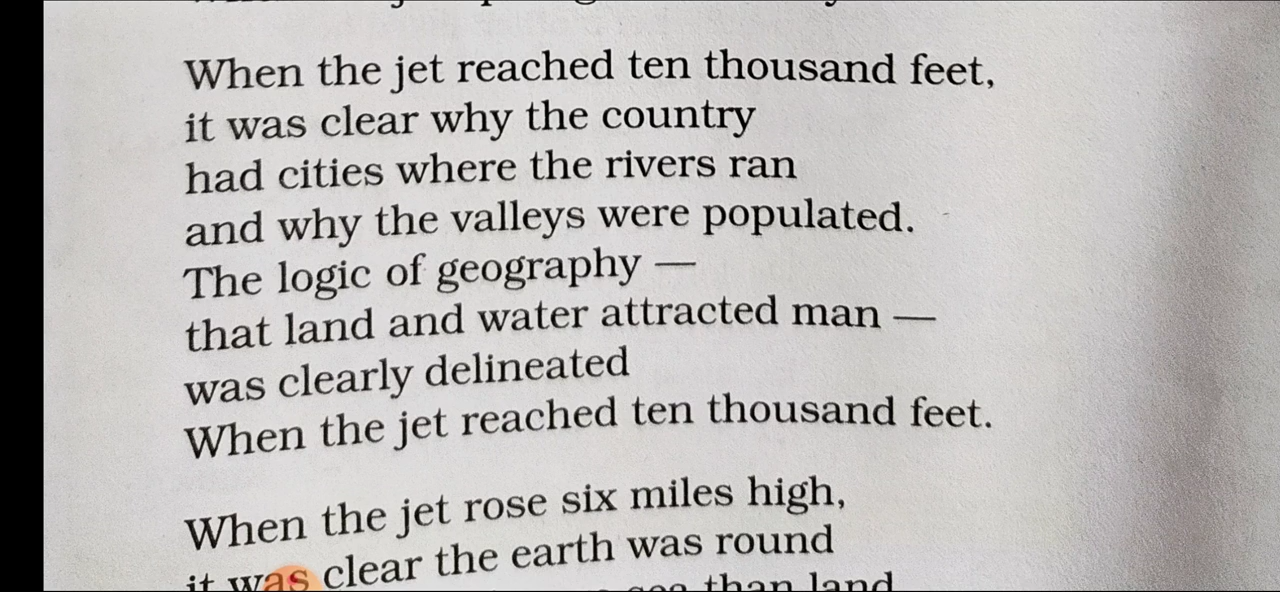 When the jet reached ten thousand feet,
it was clear why the country
had cities where the rivers ran
and why the valleys were populated.
The logic of geography —
that land and water attracted man —
was clearly delineated
When the jet reached ten thousand feet.
When the jet rose six miles high,
it was clear the earth was round
than land